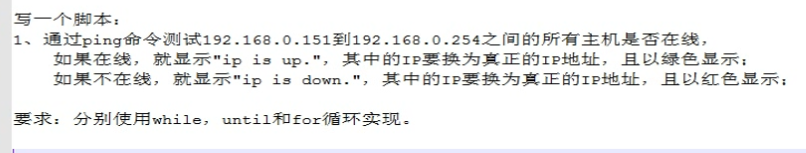 写一个脚本：
1、通过ping命令测试192.168.0.151到192.168.0.254之间的所有主机是否在线，
如果在线，就显示"ip is up."，其中的IP要换为真正的IP地址，且以绿色显示；
如果不在线，就显示"ip is down."，其中的IP要换为真正的IP地址，且以红色显示；
要求：分别使用while，until和for循环实现。